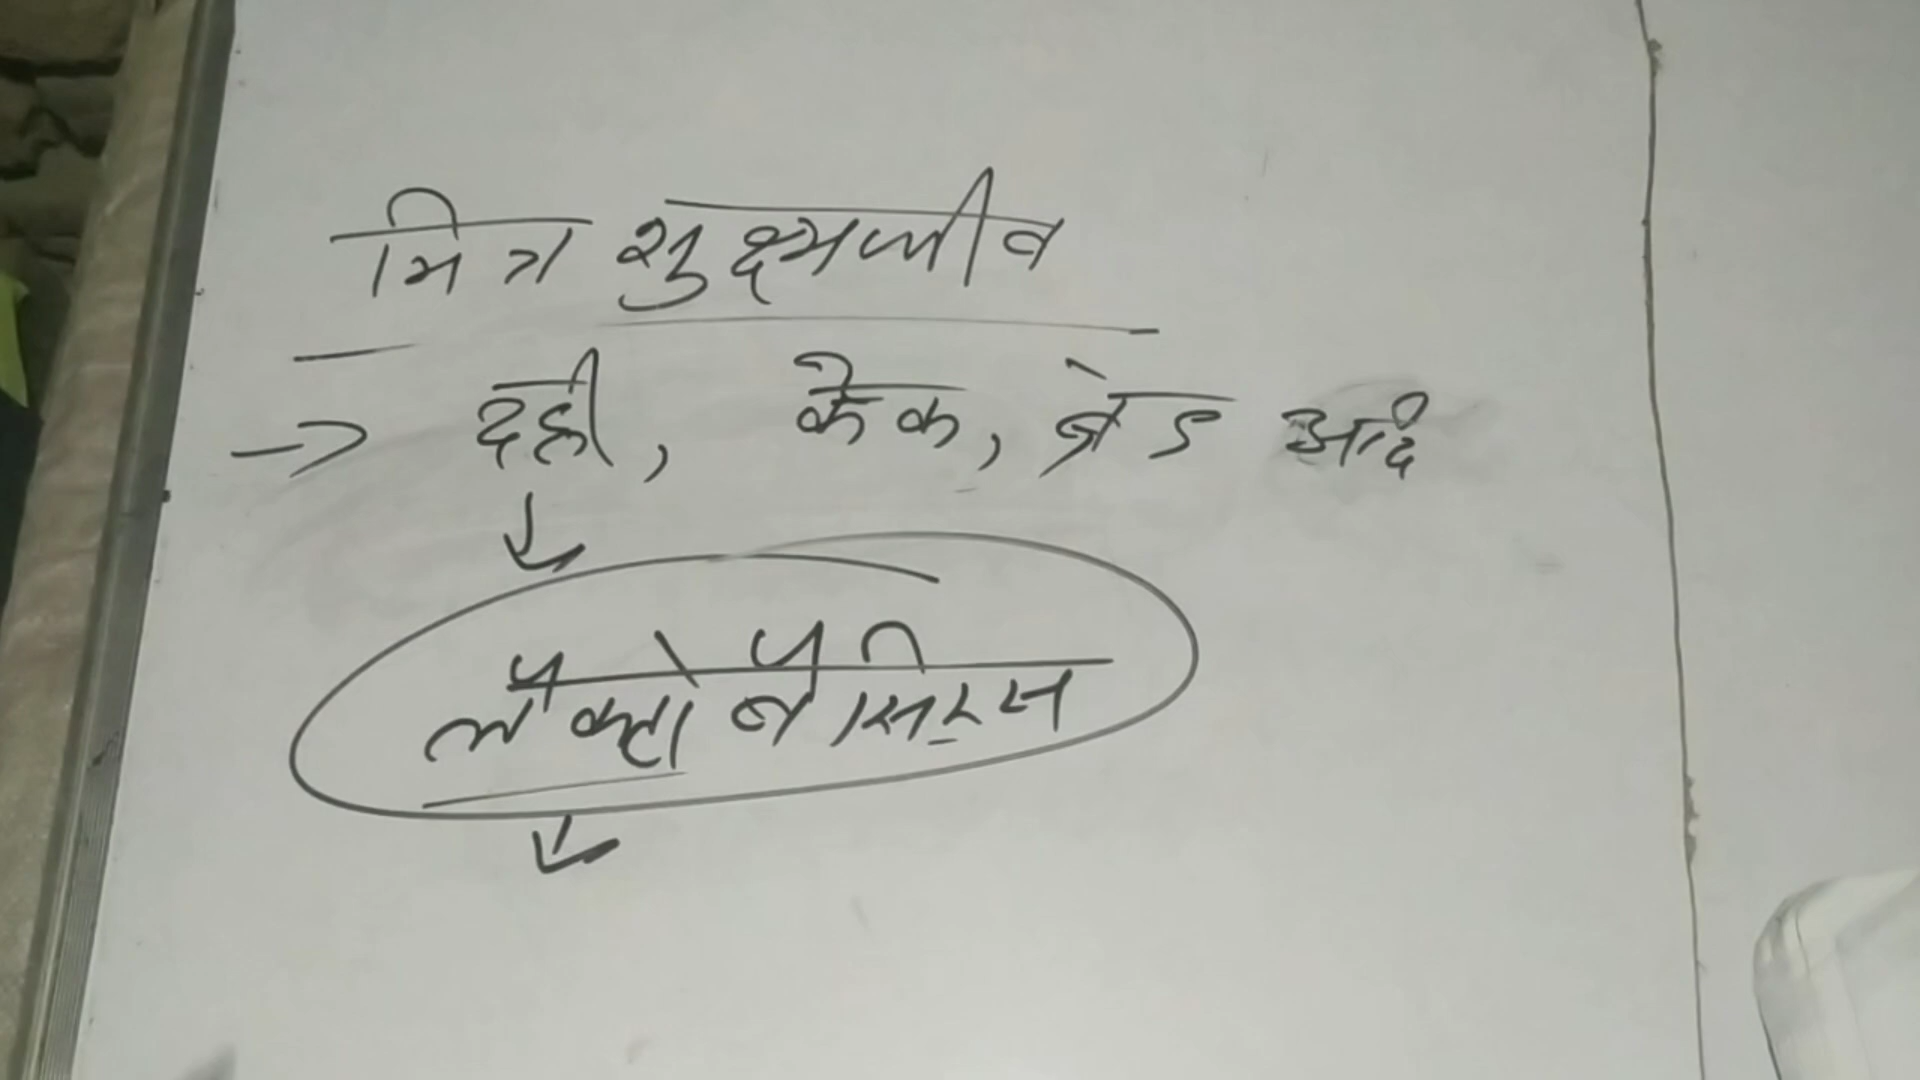 मित्र सुक्ष्मजीव
→ दही, केक, ब्रेड आदि
↓
लैक्टोबैसिलस
↓